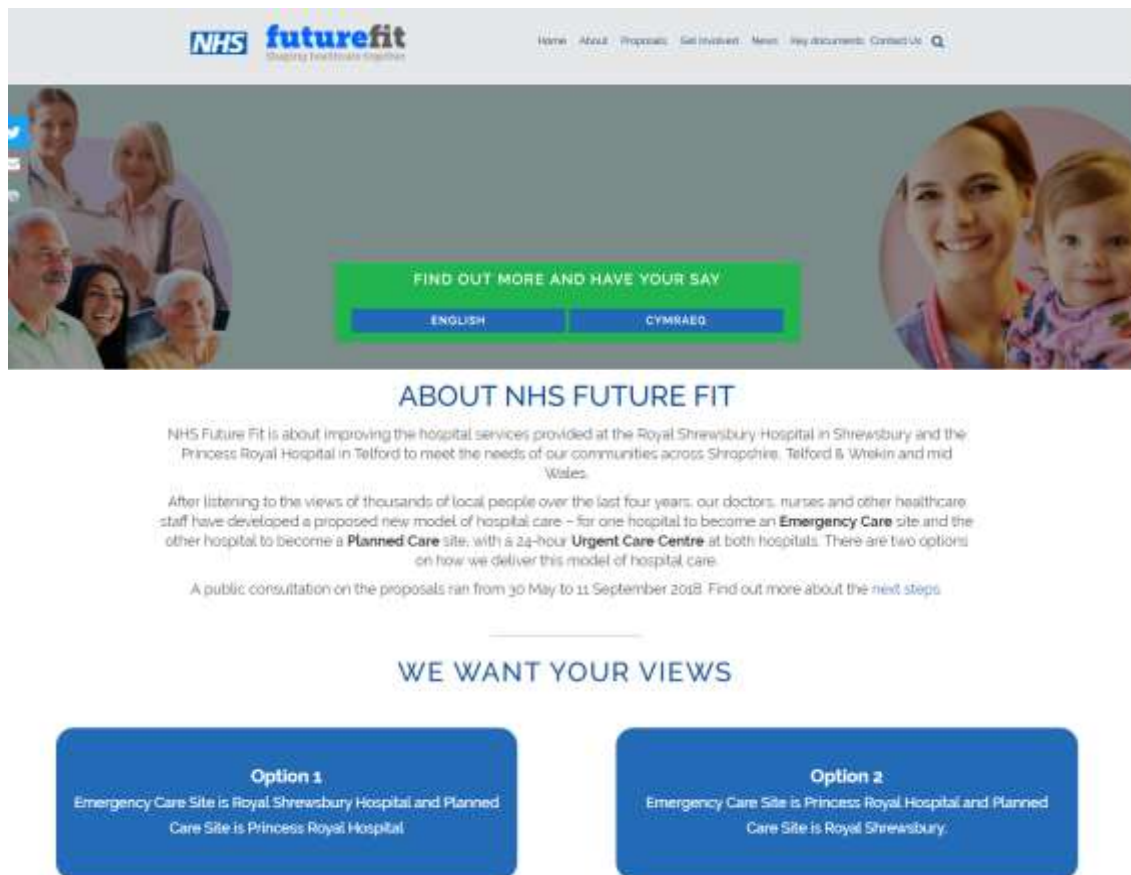 NHS futurefit
Shaping healthcare together
Home About Proposals Get Involved News Key documents Contact Us
FIND OUT MORE AND HAVE YOUR SAY
ENGLISH CYMRAEG
ABOUT NHS FUTURE FIT
NHS Future Fit is about improving the hospital services provided at the Royal Shrewsbury Hospital in Shrewsbury and the
Princess Royal Hospital in Telford to meet the needs of our communities across Shropshire, Telford & Wrekin and mid
Wales.
After listening to the views of thousands of local people over the last four years, our doctors, nurses and other healthcare
staff have developed a proposed new model of hospital care – for one hospital to become an Emergency Care site and the
other hospital to become a Planned Care site, with a 24-hour Urgent Care Centre at both hospitals. There are two options
on how we deliver this model of hospital care.
A public consultation on the proposals ran from 30 May to 11 September 2018. Find out more about the next steps.
WE WANT YOUR VIEWS
Option 1
Emergency Care Site is Royal Shrewsbury Hospital and Planned
Care Site is Princess Royal Hospital
Option 2
Emergency Care Site is Princess Royal Hospital and Planned
Care Site is Royal Shrewsbury.